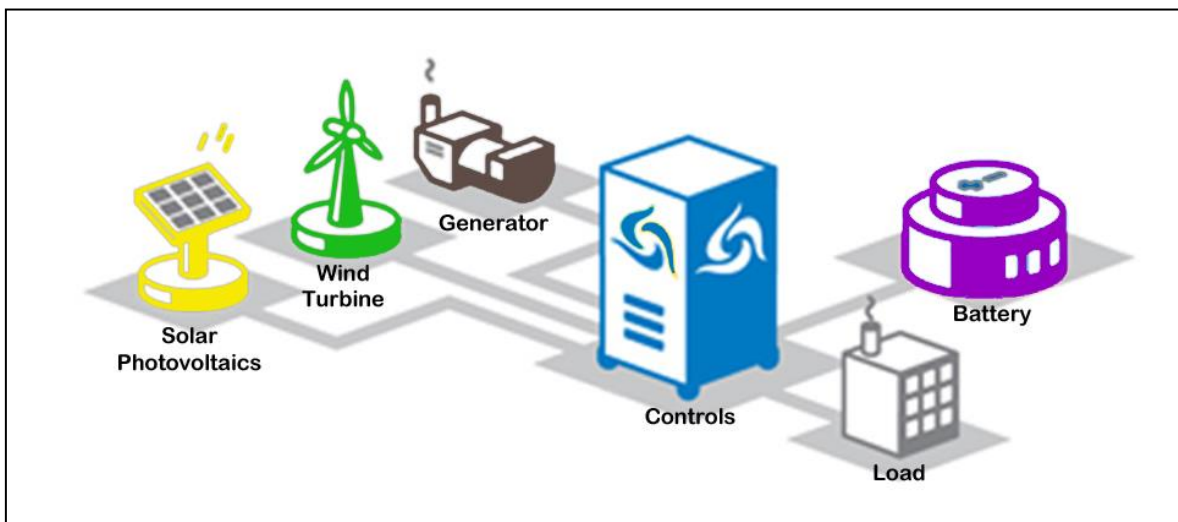 Generator
Wind
Turbine
Solar
Photovoltaics
Battery
Controls
Load